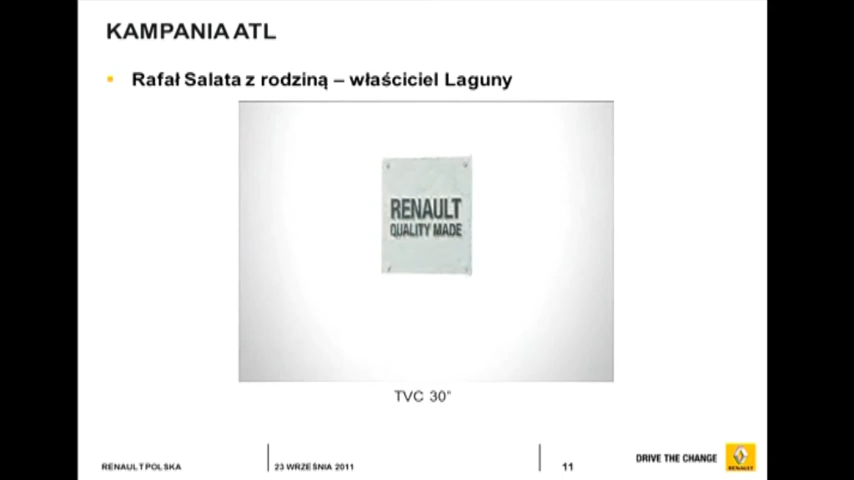 KAMPANIA ATL
Rafał Salata z rodziną – właściciel Laguny
RENAULT
QUALITY MADE
TVC 30"
RENAULT POLSKA
23 WRZEŚNIA 2011
11
DRIVE THE CHANGE
RENAULT